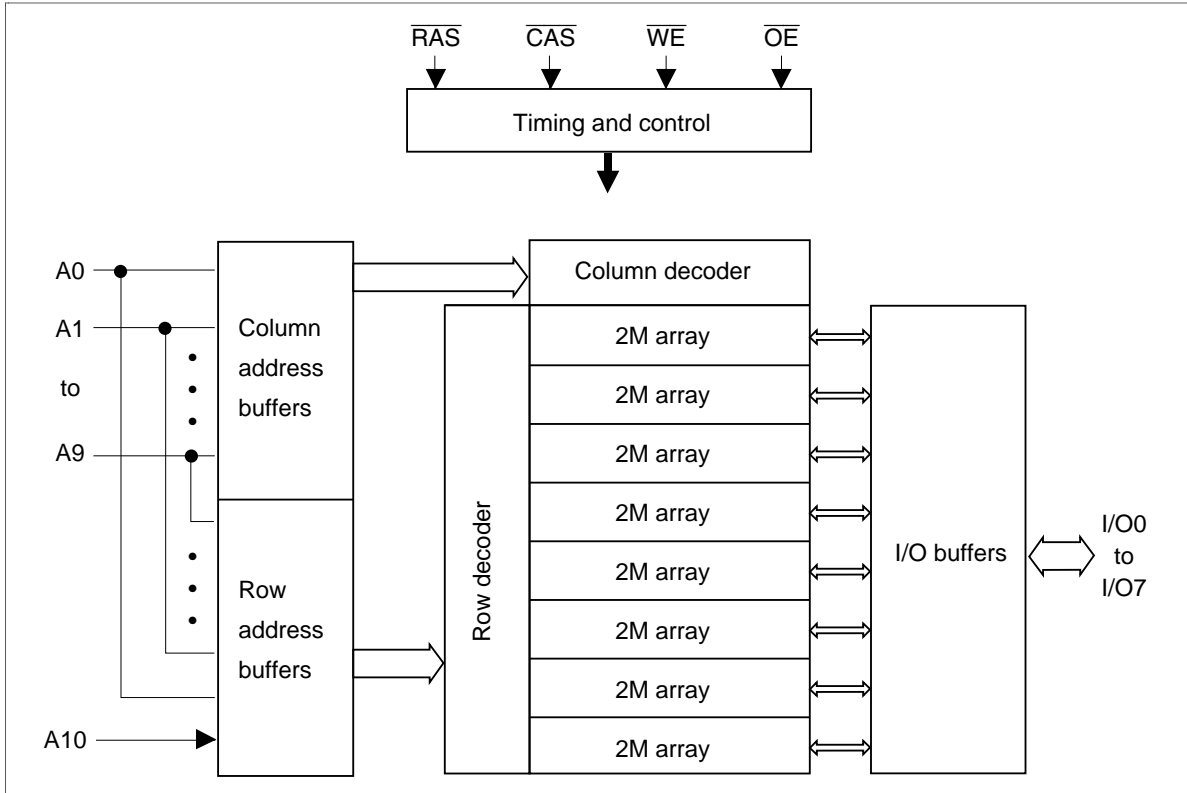 RAS CAS WE OE
Timing and control
A0
A1
to
A9
A10
Column
address
buffers
Row
address
buffers
Column decoder
Row decoder
2M array
2M array
2M array
2M array
2M array
2M array
2M array
2M array
I/O buffers
I/O0
to
I/O7